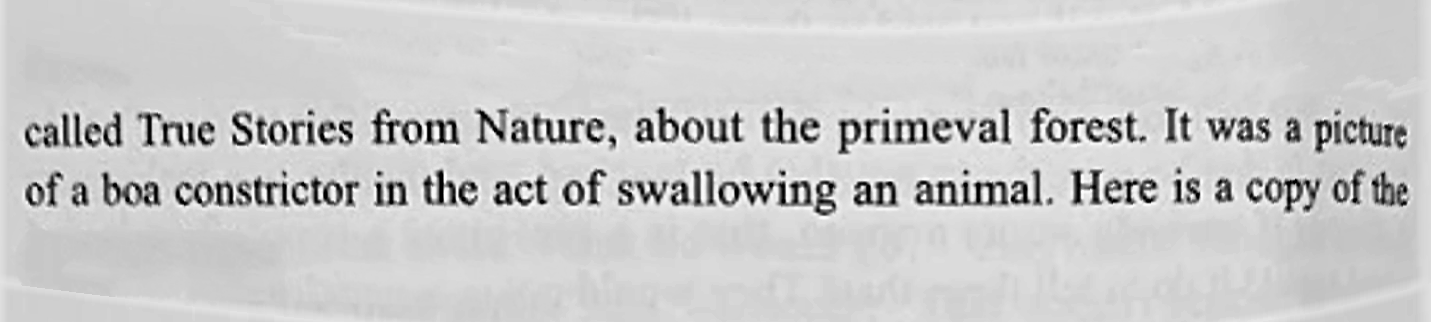 called True Stories from Nature, about the primeval forest. It was a picture
of a boa constrictor in the act of swallowing an animal. Here is a copy of the